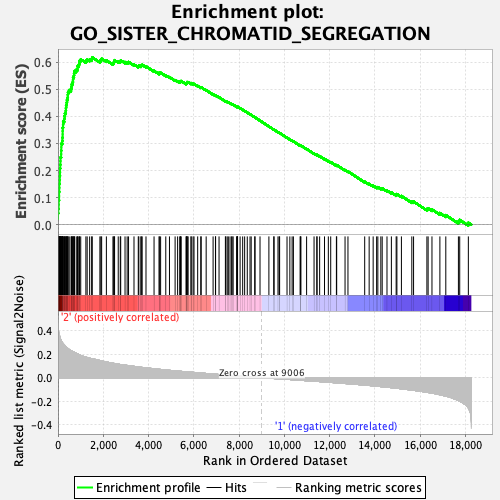 Enrichment plot:
GO_SISTER_CHROMATID_SEGREGATION
Enrichment score (ES)
0.6
0.5
0.4
0.3
0.2
0.1
0.0
'2' (positively correlated)
Ranked list metric (Signal2Noise)
0.4
0.2
0.0
-0.2
-0.4
Zero cross at 9006
'1' (negatively correlated)
0 2,000 4,000 6,000 8,000 10,000 12,000 14,000 16,000 18,000
Rank in Ordered Dataset
Enrichment profile Hits Ranking metric scores